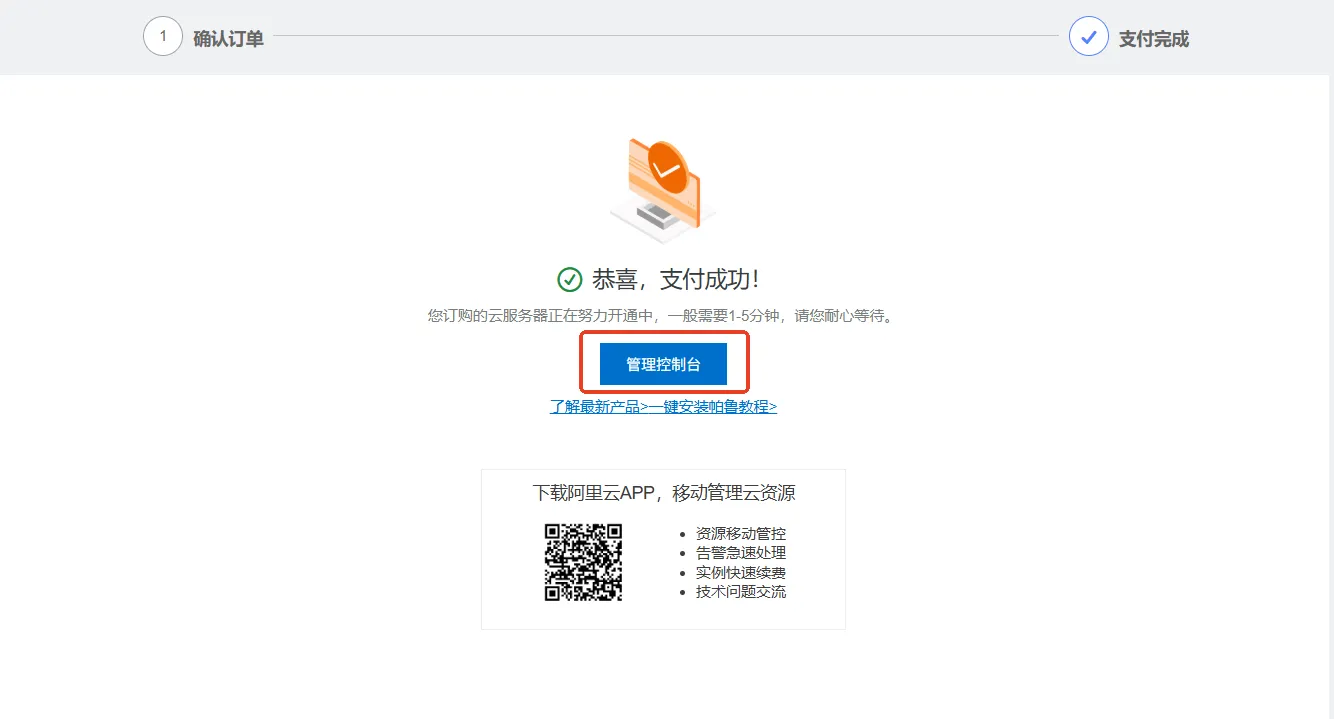 1 确认订单 支付完成
恭喜，支付成功！
您订购的云服务器正在努力开通中，一般需要1-5分钟，请您耐心等待。
管理控制台
了解最新产品>一键安装帕鲁教程>
下载阿里云APP，移动管理云资源
资源移动管控
告警急速处理
实例快速续费
技术问题交流